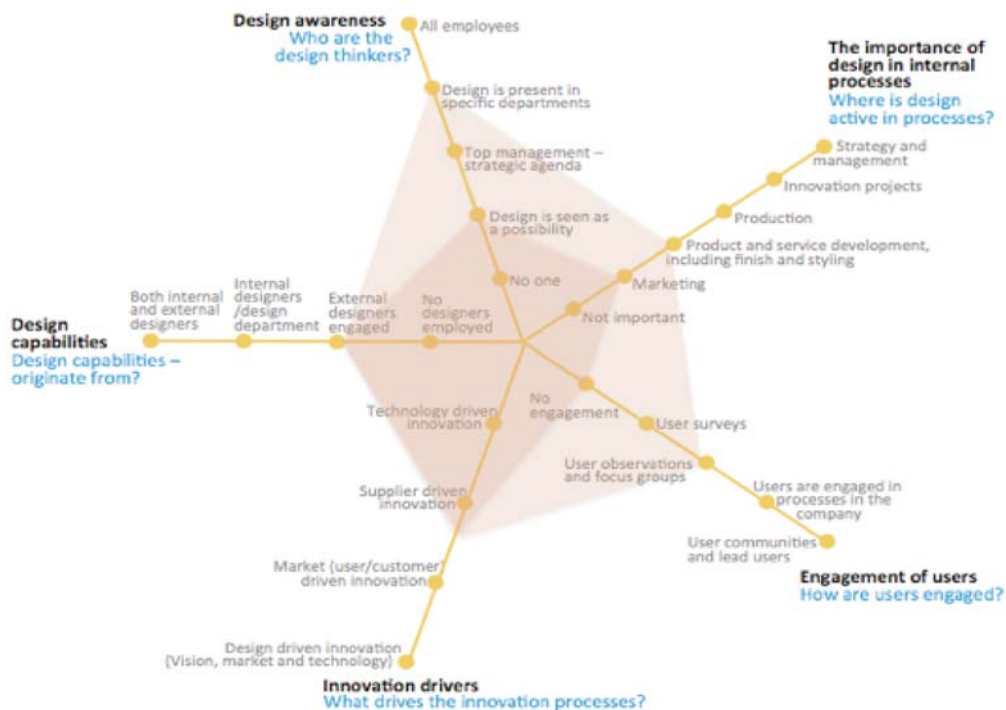 Design awareness
Who are the
design thinkers?
All employees
Design is present in
specific departments
Top management –
strategic agenda
Design is seen as
a possibility
No one
The importance of
design in internal
processes
Where is design
active in processes?
Strategy and
management
Innovation projects
Production
Product and service development,
including finish and styling
Marketing
Not important
Design
capabilities
Design capabilities –
originate from?
Both internal
and external
designers
Internal
designers
/design
department
External
designers
engaged
No
designers
employed
No
engagement
User surveys
User observations
and focus groups
Users are engaged in
processes in the
company
User communities
and lead users
Engagement of users
How are users engaged?
Technology driven
innovation
Supplier driven
innovation
Market (user/customer)
driven innovation
Design driven innovation
(Vision, market and technology)
Innovation drivers
What drives the innovation processes?